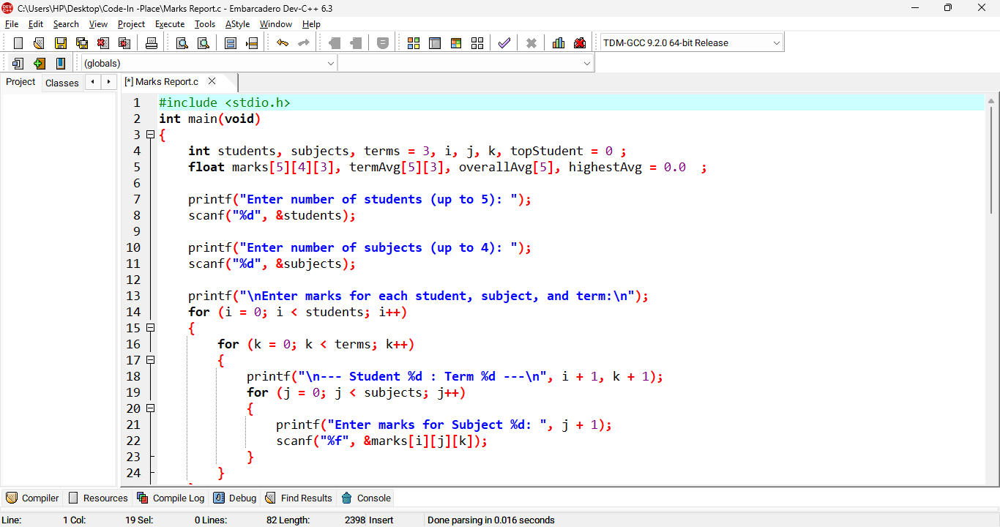 C:\Users\HP\Desktop\Code-In -Place\Marks Report.c - Embarcadero Dev-C++ 6.3
File Edit Search View Project Execute Tools AStyle Window Help
TDM-GCC 9.2.0 64-bit Release
(globals)
Project Classes [*] Marks Report.c
1 #include <stdio.h>
2 int main(void)
3 {
4     int students, subjects, terms = 3, i, j, k, topStudent = 0 ;
5     float marks[5][4][3], termAvg[5][3], overallAvg[5], highestAvg = 0.0  ;
6
7     printf("Enter number of students (up to 5): ");
8     scanf("%d", &students);
9
10     printf("Enter number of subjects (up to 4): ");
11     scanf("%d", &subjects);
12
13     printf("\nEnter marks for each student, subject, and term:\n");
14     for (i = 0; i < students; i++)
15     {
16         for (k = 0; k < terms; k++)
17         {
18             printf("\n--- Student %d : Term %d ---\n", i + 1, k + 1);
19             for (j = 0; j < subjects; j++)
20             {
21                 printf("Enter marks for Subject %d: ", j + 1);
22                 scanf("%f", &marks[i][j][k]);
23             }
24         }
Compiler Resources Compile Log Debug Find Results Console
Line: 1 Col: 19 Sel: 0 Lines: 82 Length: 2398 Insert Done parsing in 0.016 seconds